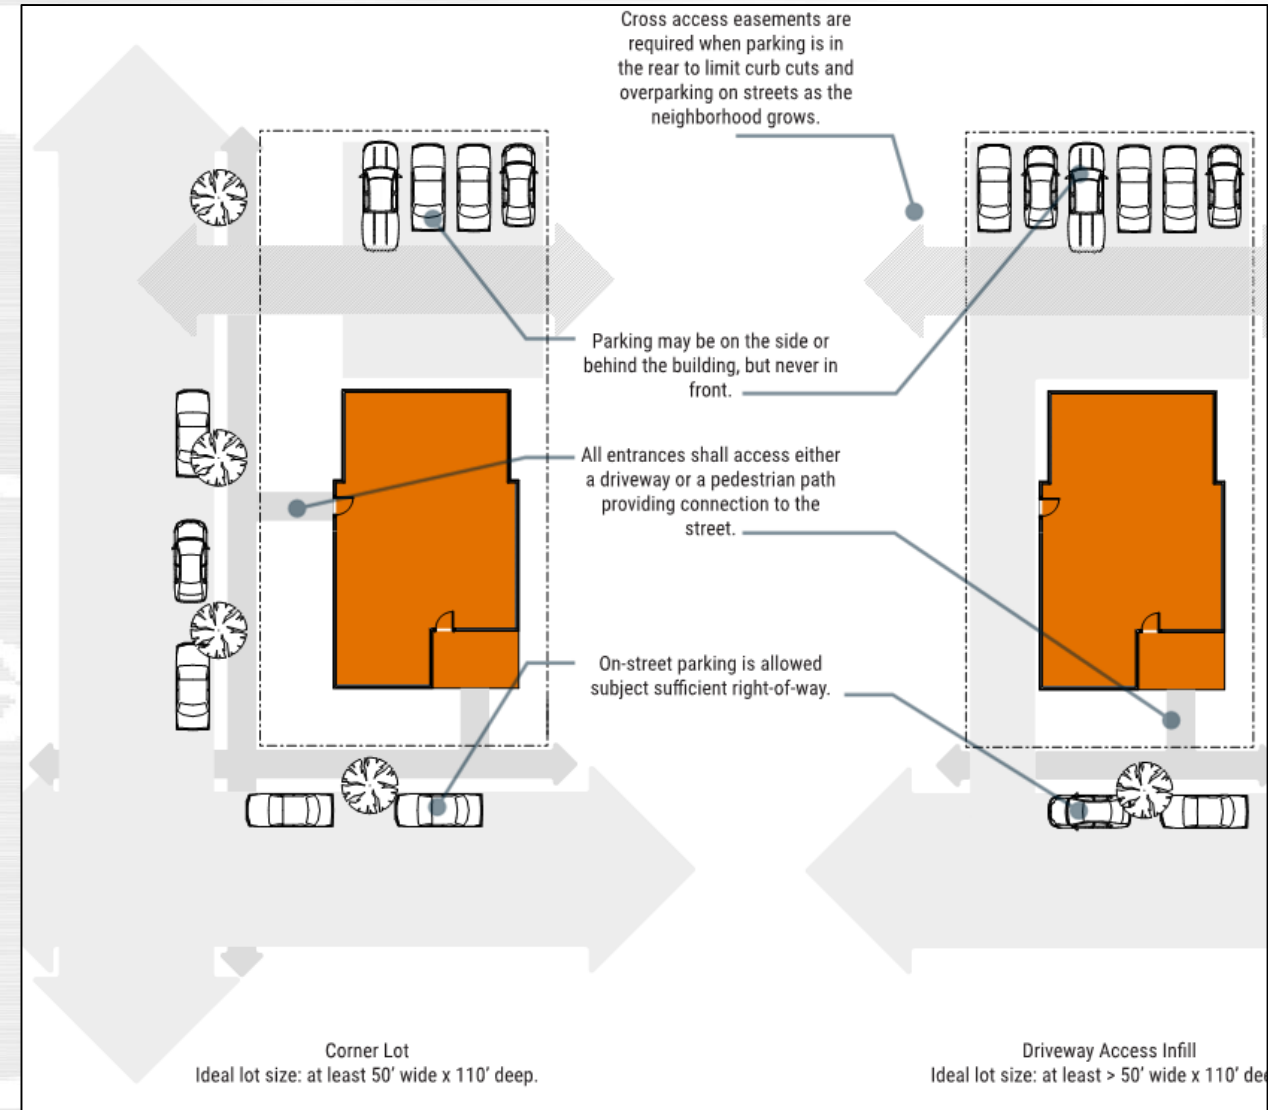 Cross access easements are
required when parking is in
the rear to limit curb cuts and
overparking on streets as the
neighborhood grows.
Parking may be on the side or
behind the building, but never in
front.
All entrances shall access either
a driveway or a pedestrian path
providing connection to the
street.
On-street parking is allowed
subject sufficient right-of-way.
Corner Lot
Ideal lot size: at least 50’ wide x 110’ deep.
Driveway Access Infill
Ideal lot size: at least > 50’ wide x 110’